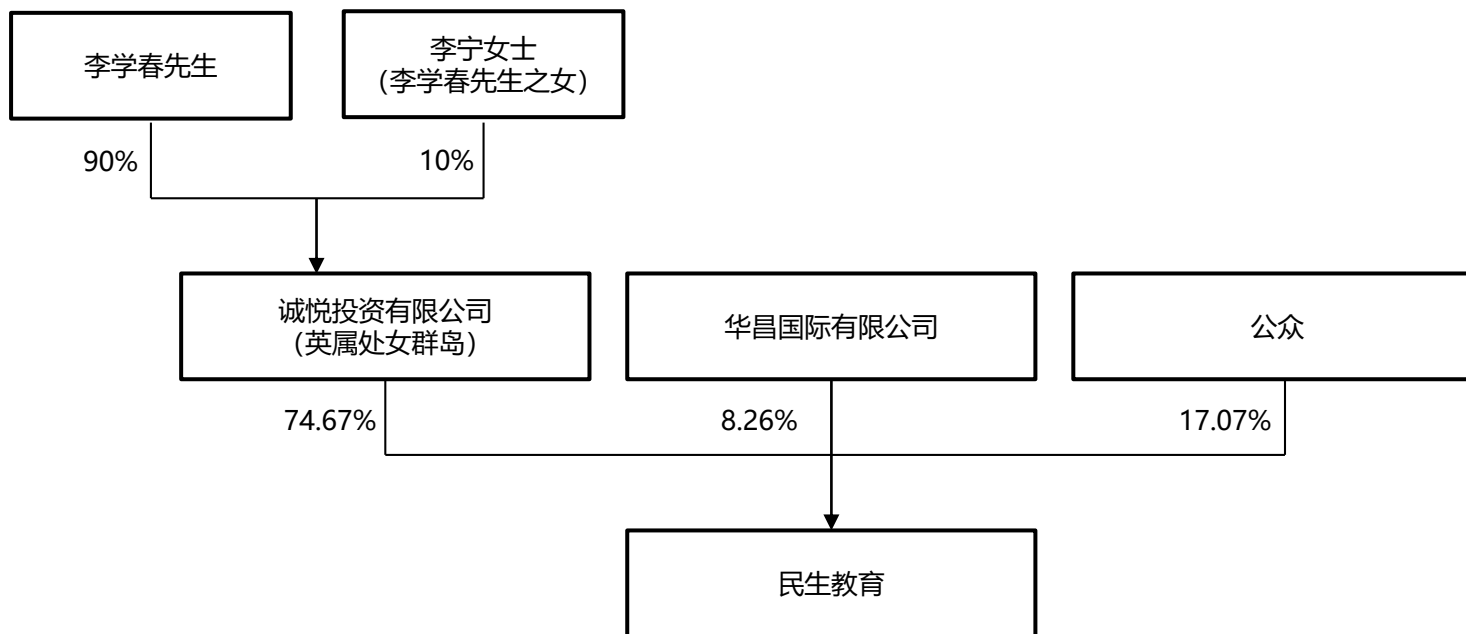 李学春先生
李宁女士
（李学春先生之女）
90%
10%
诚悦投资有限公司
（英属处女群岛）
华昌国际有限公司
公众
74.67%
8.26%
17.07%
民生教育